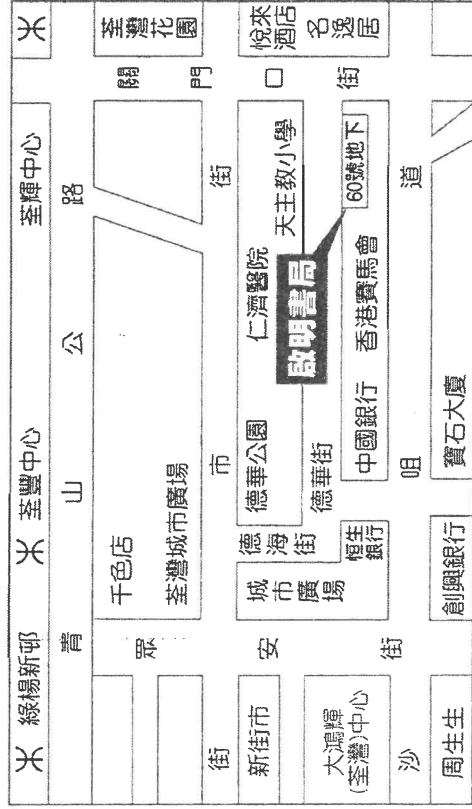 綠楊新邨
荃豐中心
荃輝中心
青山公路
千色店
荃灣城市廣場
荃灣花園
眾安街
關門口街
街市街
新街市
城市廣場
德海街
德華公園
仁濟醫院
天主教小學
悅來酒店
名逸居
德華街
啟明書局
60號地下
大鴻輝
(荃灣)中心
恒生銀行
中國銀行
香港賽馬會
沙咀道
周生生
創興銀行
寶石大廈